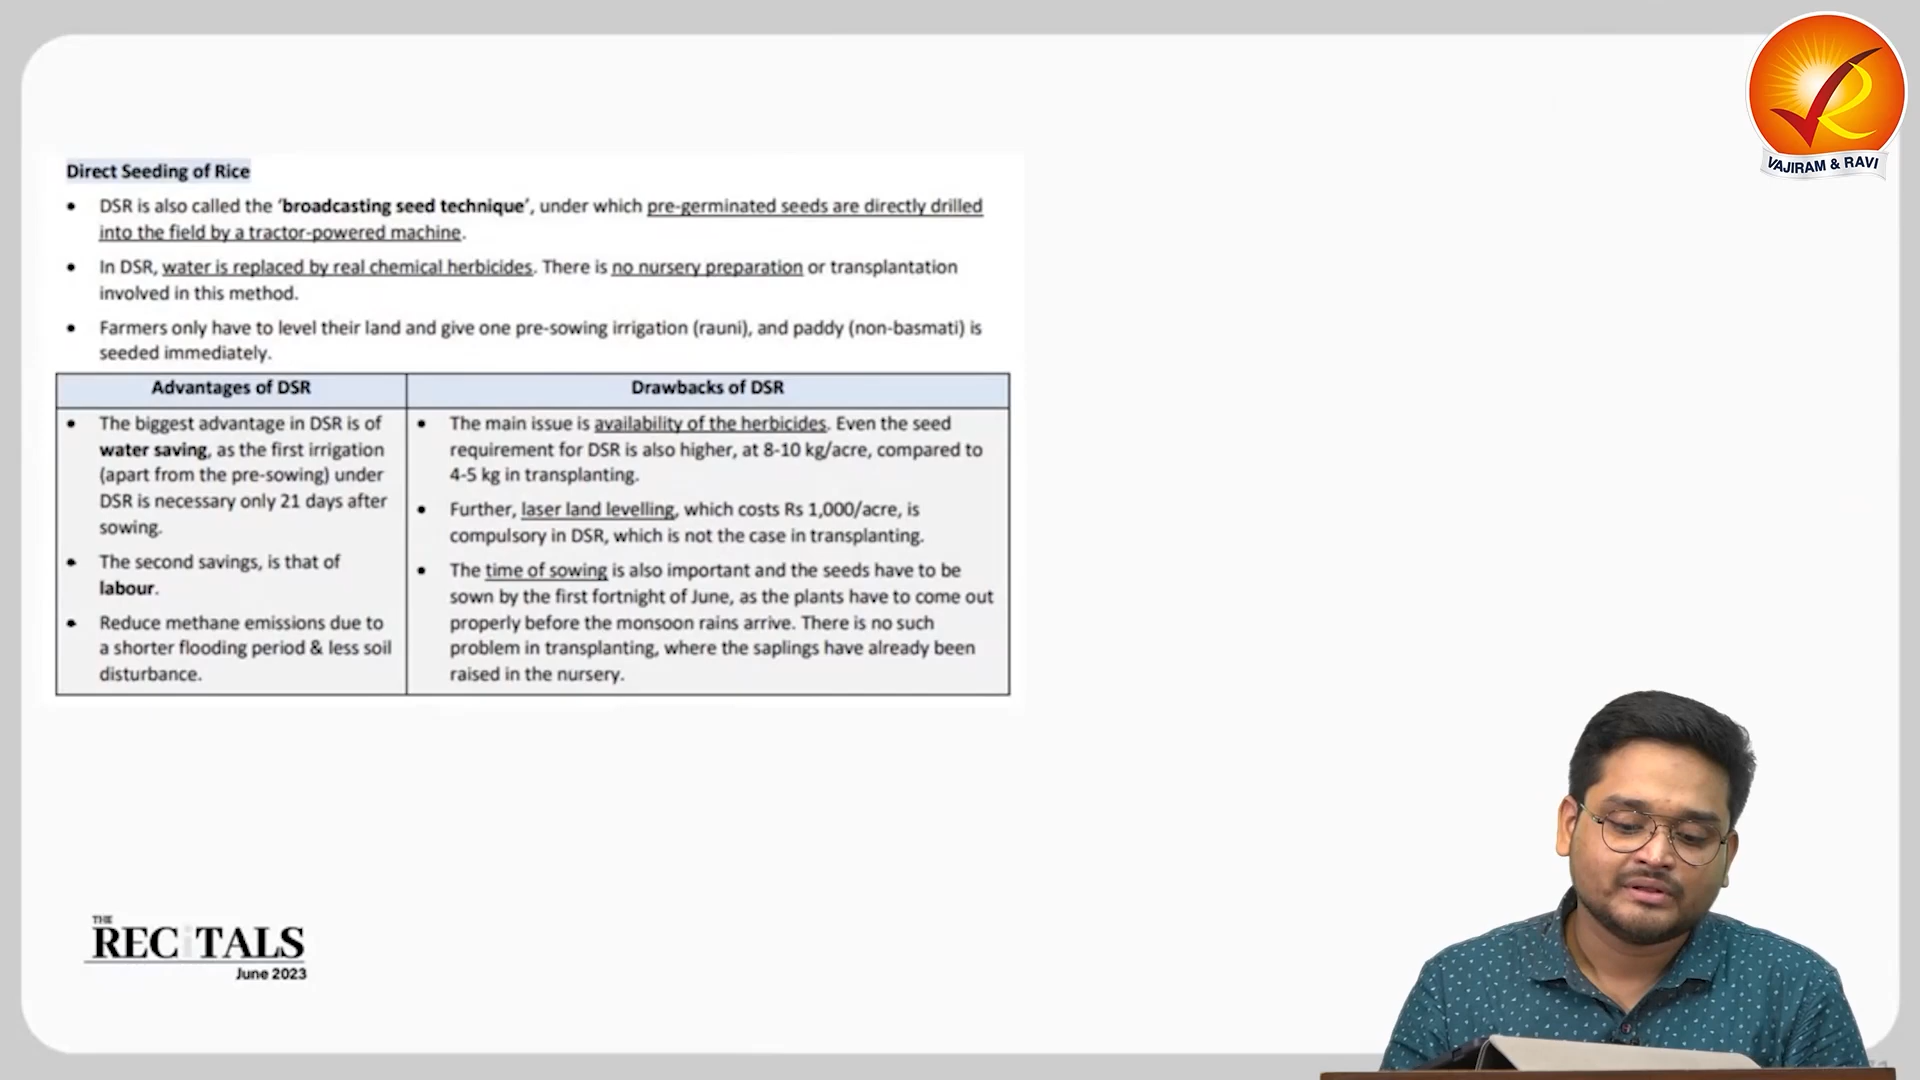 VAJIRAM & RAVI
Direct Seeding of Rice
• DSR is also called the ‘broadcasting seed technique’, under which pre-germinated seeds are directly drilled
into the field by a tractor-powered machine.
• In DSR, water is replaced by real chemical herbicides. There is no nursery preparation or transplantation
involved in this method.
• Farmers only have to level their land and give one pre-sowing irrigation (rauni), and paddy (non-basmati) is
seeded immediately.
Advantages of DSR
• The biggest advantage in DSR is of
water saving, as the first irrigation
(apart from the pre-sowing) under
DSR is necessary only 21 days after
sowing.
• The second savings, is that of
labour.
• Reduce methane emissions due to
a shorter flooding period & less soil
disturbance.
Drawbacks of DSR
• The main issue is availability of the herbicides. Even the seed
requirement for DSR is also higher, at 8-10 kg/acre, compared to
4-5 kg in transplanting.
• Further, laser land levelling, which costs Rs 1,000/acre, is
compulsory in DSR, which is not the case in transplanting.
• The time of sowing is also important and the seeds have to be
sown by the first fortnight of June, as the plants have to come out
properly before the monsoon rains arrive. There is no such
problem in transplanting, where the saplings have already been
raised in the nursery.
THE
RECiTALS
June 2023